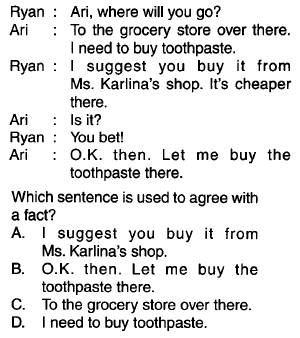 Ryan : Ari, where will you go?
Ari : To the grocery store over there.
I need to buy toothpaste.
Ryan : I suggest you buy it from
Ms. Karlina's shop. It's cheaper
there.
Ari : Is it?
Ryan : You bet!
Ari : O.K. then. Let me buy the
toothpaste there.
Which sentence is used to agree with
a fact?
A. I suggest you buy it from
Ms. Karlina's shop.
B. O.K. then. Let me buy the
toothpaste there.
C. To the grocery store over there.
D. I need to buy toothpaste.